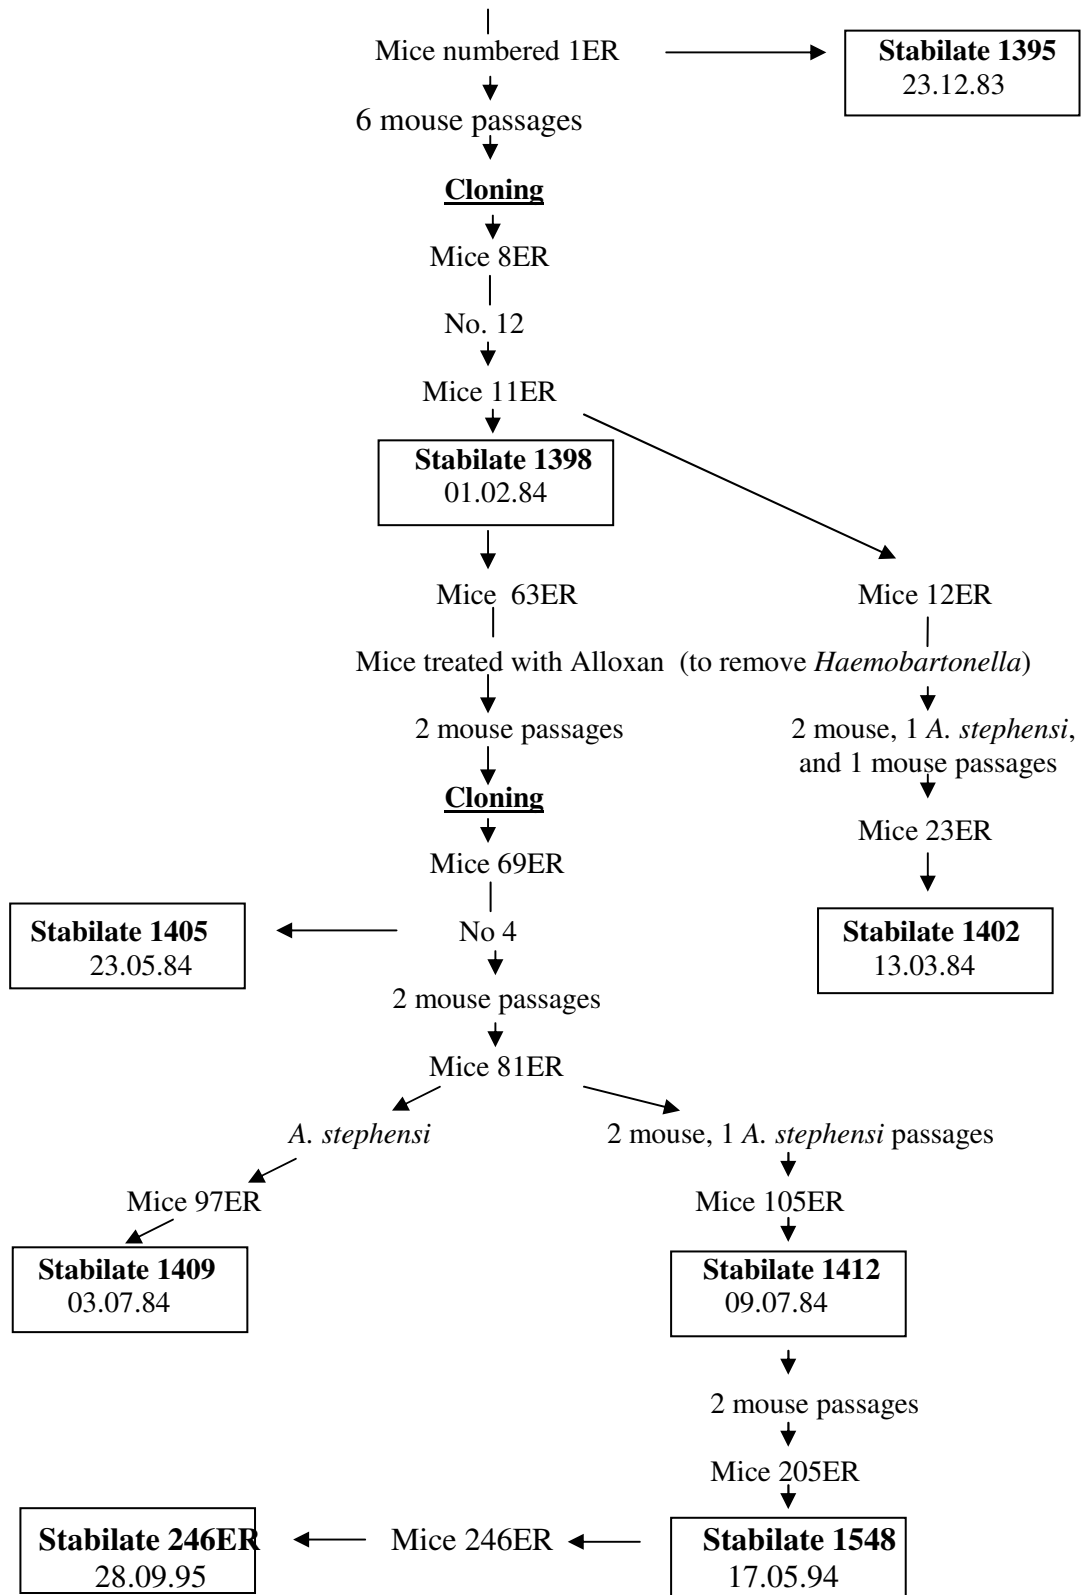 Mice numbered 1ER
Stabilate 1395
23.12.83
6 mouse passages
Cloning
Mice 8ER
No. 12
Mice 11ER
Stabilate 1398
01.02.84
Mice 63ER
Mice 12ER
Mice treated with Alloxan (to remove Haemobartonella)
2 mouse passages
2 mouse, 1 A. stephensi,
and 1 mouse passages
Cloning
Mice 23ER
Mice 69ER
Stabilate 1405
23.05.84
No 4
Stabilate 1402
13.03.84
2 mouse passages
Mice 81ER
A. stephensi
2 mouse, 1 A. stephensi passages
Mice 97ER
Mice 105ER
Stabilate 1409
03.07.84
Stabilate 1412
09.07.84
2 mouse passages
Mice 205ER
Stabilate 246ER
28.09.95
Mice 246ER
Stabilate 1548
17.05.94